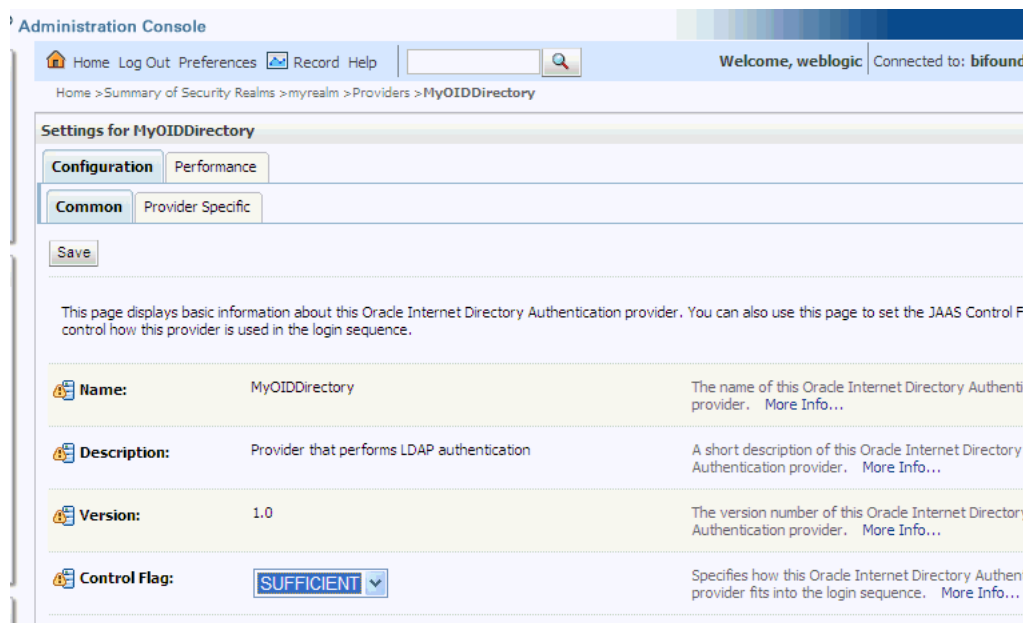 Administration Console
Home Log Out Preferences Record Help
Welcome, weblogic Connected to: bifound
Home >Summary of Security Realms >myrealm >Providers >MyOIDDirectory
Settings for MyOIDDirectory
Configuration Performance
Common Provider Specific
Save
This page displays basic information about this Oracle Internet Directory Authentication provider. You can also use this page to set the JAAS Control F
control how this provider is used in the login sequence.
Name: MyOIDDirectory The name of this Oracle Internet Directory Authenti
provider. More Info...
Description: Provider that performs LDAP authentication A short description of this Oracle Internet Directory
Authentication provider. More Info...
Version: 1.0 The version number of this Oracle Internet Directory
Authentication provider. More Info...
Control Flag: SUFFICIENT Specifies how this Oracle Internet Directory Authen
provider fits into the login sequence. More Info...